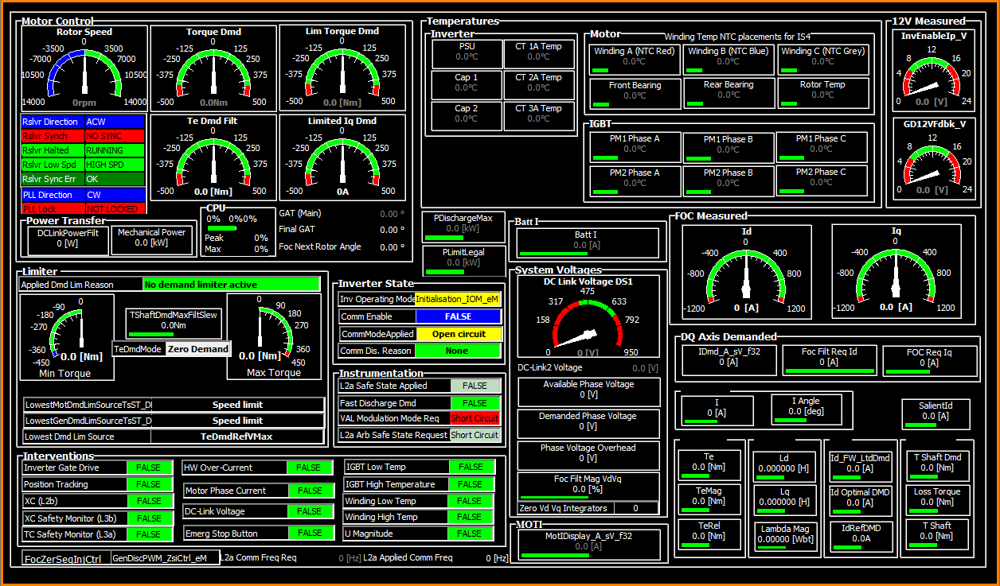 Motor Control
Rotor Speed
0
-3500 3500
-7000 7000
10500 10500
14000 14000
0rpm
Torque Dmd
0
-125 125
-250 250
-375 375
-500 500
0.0Nm
Lim Torque Dmd
0
-125 125
-250 250
-375 375
-500 500
0.0 [Nm]
Rslvr Direction ACW
Rslvr Synch NO SYNC
Rslvr Halted RUNNING
Rslvr Low Spd HIGH SPD
Rslvr Sync Err OK
PLL Direction CW
PLL Lock NOT LOCKED
Te Dmd Filt
0
-125 125
-250 250
-375 375
-500 500
0.0 [Nm]
Limited Iq Dmd
0
-125 125
-250 250
-375 375
-500 500
0A
Power Transfer
DCLinkPowerFilt
0 [W]
Mechanical Power
0.0 [kW]
CPU
0% 0%0%
Peak 0%
Max 0%
GAT (Main) 0.00 °
Final GAT 0.00 °
Foc Next Rotor Angle 0.00 °
Temperatures
Inverter
PSU
0.0°C
CT 1A Temp
0.0°C
Cap 1
0.0°C
CT 2A Temp
0.0°C
Cap 2
0.0°C
CT 3A Temp
0.0°C
Motor
Winding Temp NTC placements for IS4
Winding A (NTC Red)
0.0°C
Winding B (NTC Blue)
0.0°C
Winding C (NTC Grey)
0.0°C
Front Bearing
0.0°C
Rear Bearing
0.0°C
Rotor Temp
0.0°C
IGBT
PM1 Phase A
0.0°C
PM1 Phase B
0.0°C
PM1 Phase C
0.0°C
PM2 Phase A
0.0°C
PM2 Phase B
0.0°C
PM2 Phase C
0.0°C
12V Measured
InvEnableIp_V
12
8 16
4 20
0 24
0.0 [V]
GD12VFdbk_V
12
8 16
4 20
0 24
0.0 [V]
PDischargeMax
0.0 [kW]
PLimitLegal
0.0 [kW]
Batt I
Batt I
0.0 [A]
FOC Measured
Id
0
-400 400
-800 800
-1200 1200
0 [A]
Iq
0
-400 400
-800 800
-1200 1200
0.0 [A]
Limiter
Applied Dmd Lim Reason No demand limiter active
0
-90
-180
-270
-360
-450
0.0 [Nm]
Min Torque
TShaftDmdMaxFiltSlew
0.0Nm
TeDmdMode Zero Demand
0
90
180
270
360
450
0.0 [Nm]
Max Torque
LowestMotDmdLimSourceTsST_D Speed limit
LowestGenDmdLimSourceTsST_D Speed limit
Lowest Dmd Lim Source TeDmdRefVMax
Inverter State
Inv Operating Mode Initialisation_IOM_eM
Comm Enable FALSE
CommModeApplied Open circuit
Comm Dis. Reason None
Instrumentation
L2a Safe State Applied FALSE
Fast Discharge Dmd FALSE
VAL Modulation Mode Req Short Circuit
L2a Arb Safe State Request Short Circuit
System Voltages
DC Link Voltage DS1
475
317 633
158 792
0 950
0 [V]
DC-Link2 Voltage 0.0 [V]
Available Phase Voltage
0 [V]
Demanded Phase Voltage
0 [V]
Phase Voltage Overhead
0 [V]
Foc Filt Mag VdVq
0.0 [%]
Zero Vd Vq Integrators 0
MOTI
MotIDisplay_A_sV_f32
0.0 [A]
DQ Axis Demanded
IDmd_A_sV_f32
0 [A]
Foc Filt Req Id
0 [A]
FOC Req Iq
0 [A]
I
0 [A]
I Angle
0.0 [deg]
SalientId
0.0 [A]
Te
0.0 [Nm]
TeMag
0.0 [Nm]
TeRel
0.0 [Nm]
Ld
0.000000 [H]
Lq
0.000000 [H]
Lambda Mag
0.00000 [Wbt]
Id_FW_LtdDmd
0.0 [A]
Id Optimal DMD
0.0 [A]
IdRefDMD
0.0A
T Shaft Dmd
0.0 [Nm]
Loss Torque
0.0 [Nm]
T Shaft
0.0 [Nm]
Interventions
Inverter Gate Drive FALSE
Position Tracking FALSE
XC (L2b) FALSE
XC Safety Monitor (L3b) FALSE
TC Safety Monitor (L3a) FALSE
HW Over-Current FALSE
Motor Phase Current FALSE
DC-Link Voltage FALSE
Emerg Stop Button FALSE
IGBT Low Temp FALSE
IGBT High Temperature FALSE
Winding Low Temp FALSE
Winding High Temp FALSE
U Magnitude FALSE
FocZerSeqInjCtrl GenDiscPWM_ZsiCtrl_eM L2a Comm Freq Req 0 [Hz] L2a Applied Comm Freq 0 [Hz]